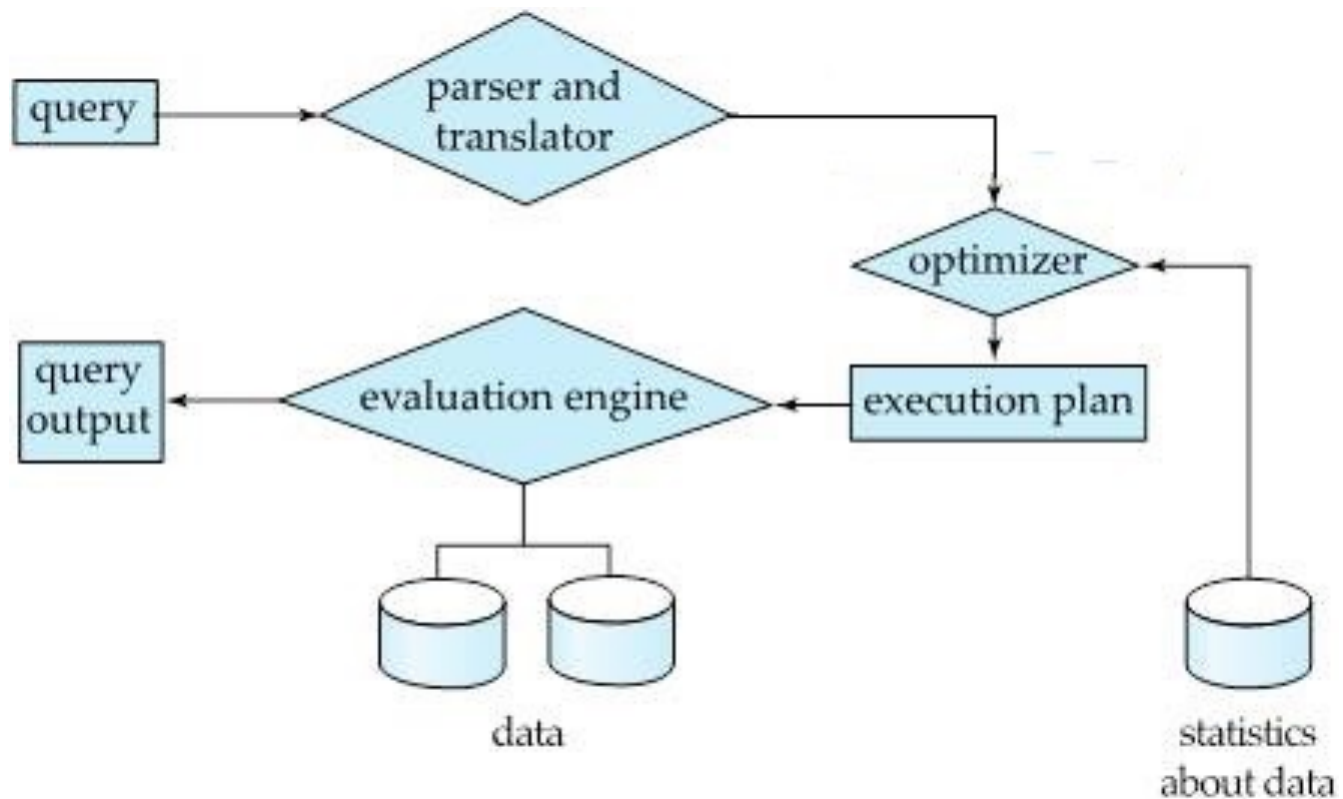 query
parser and
translator
optimizer
query
output
evaluation engine
execution plan
data
statistics
about data